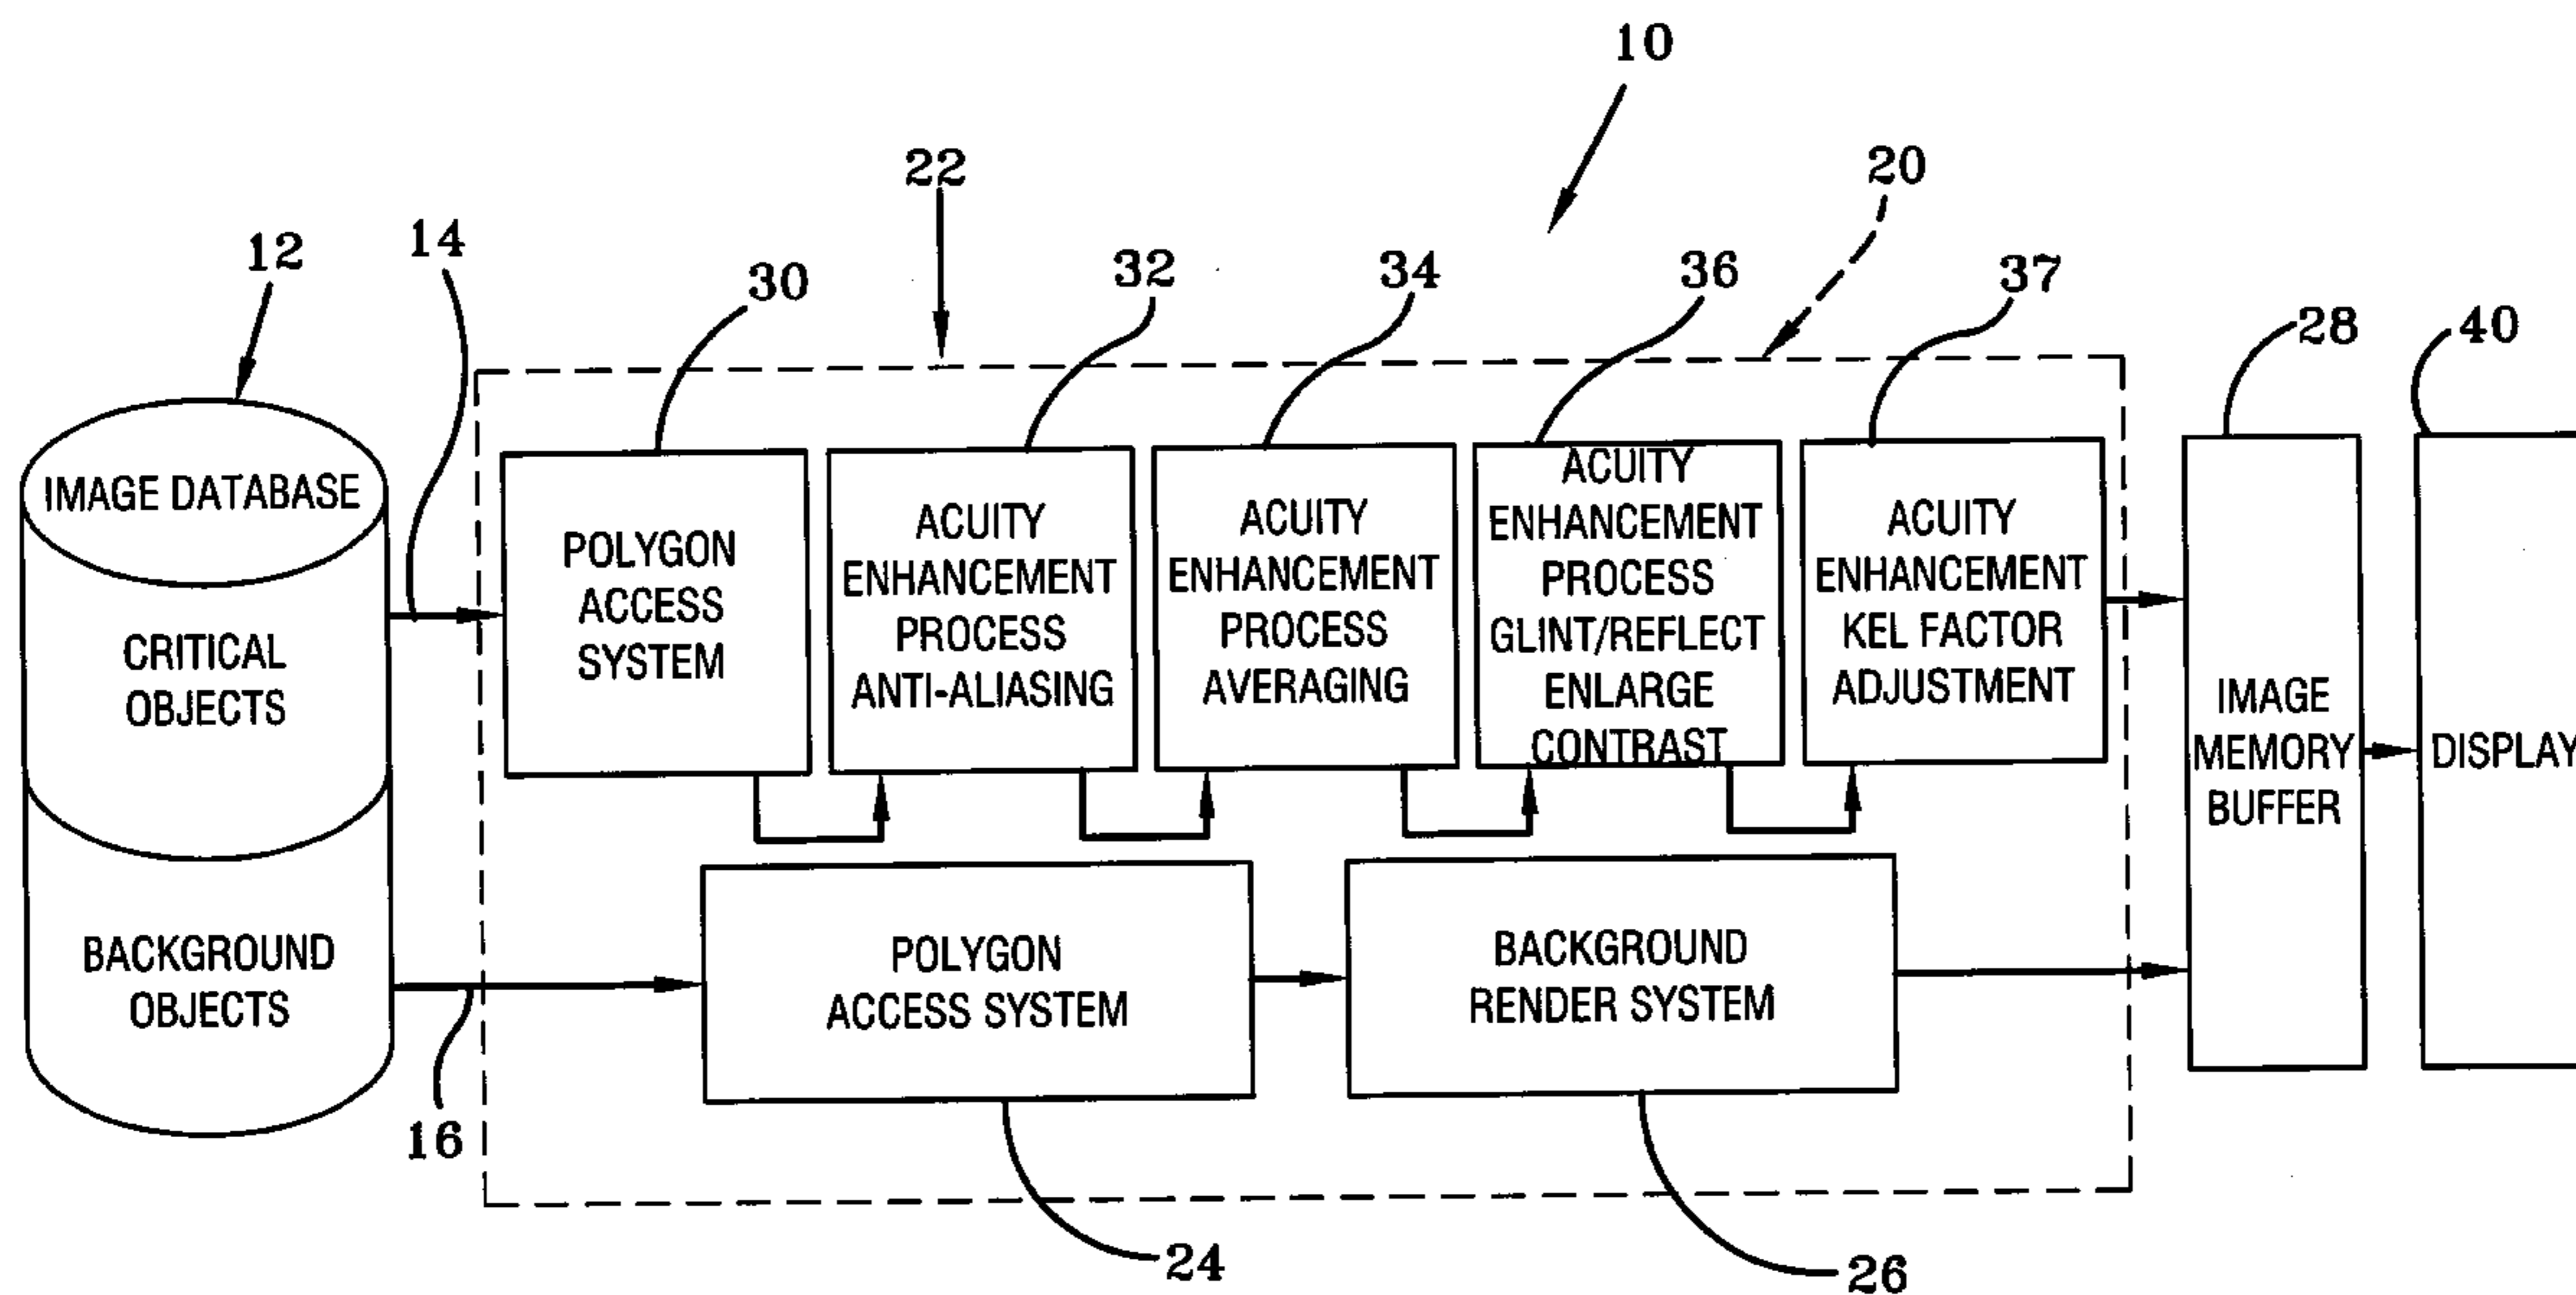 10
22
20
14
12
30
32
34
36
37
28
40
IMAGE DATABASE
CRITICAL
OBJECTS
BACKGROUND
OBJECTS
POLYGON
ACCESS
SYSTEM
ACUITY
ENHANCEMENT
PROCESS
ANTI-ALIASING
ACUITY
ENHANCEMENT
PROCESS
AVERAGING
ACUITY
ENHANCEMENT
PROCESS
GLINT/REFLECT
ENLARGE
CONTRAST
ACUITY
ENHANCEMENT
KEL FACTOR
ADJUSTMENT
IMAGE
MEMORY
BUFFER
DISPLAY
POLYGON
ACCESS SYSTEM
BACKGROUND
RENDER SYSTEM
16
24
26